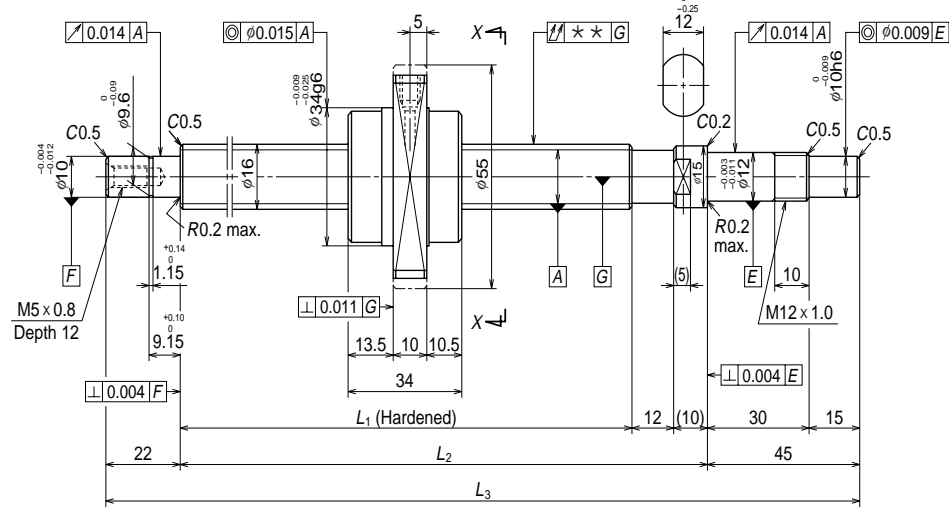 -0.25
12
5
X
0.014 A
◎ φ0.015 A
** G
0.014 A
◎ φ0.009 E
0
-0.09
φ9.6
-0.009
-0.025
φ34g6
0
-0.009
φ10h6
C0.5
C0.5
C0.2
C0.5
C0.5
-0.004
-0.012
φ10
φ16
φ55
φ15
-0.003
-0.011
φ12
R0.2 max.
R0.2
max.
F
A
G
E
+0.14
0
1.15
(5)
10
M5 x 0.8
Depth 12
⊥ 0.011 G
M12 x 1.0
+0.10
0
9.15
X
13.5
10
10.5
⊥ 0.004 F
34
⊥ 0.004 E
L1 (Hardened)
12
(10)
30
15
22
L2
45
L3